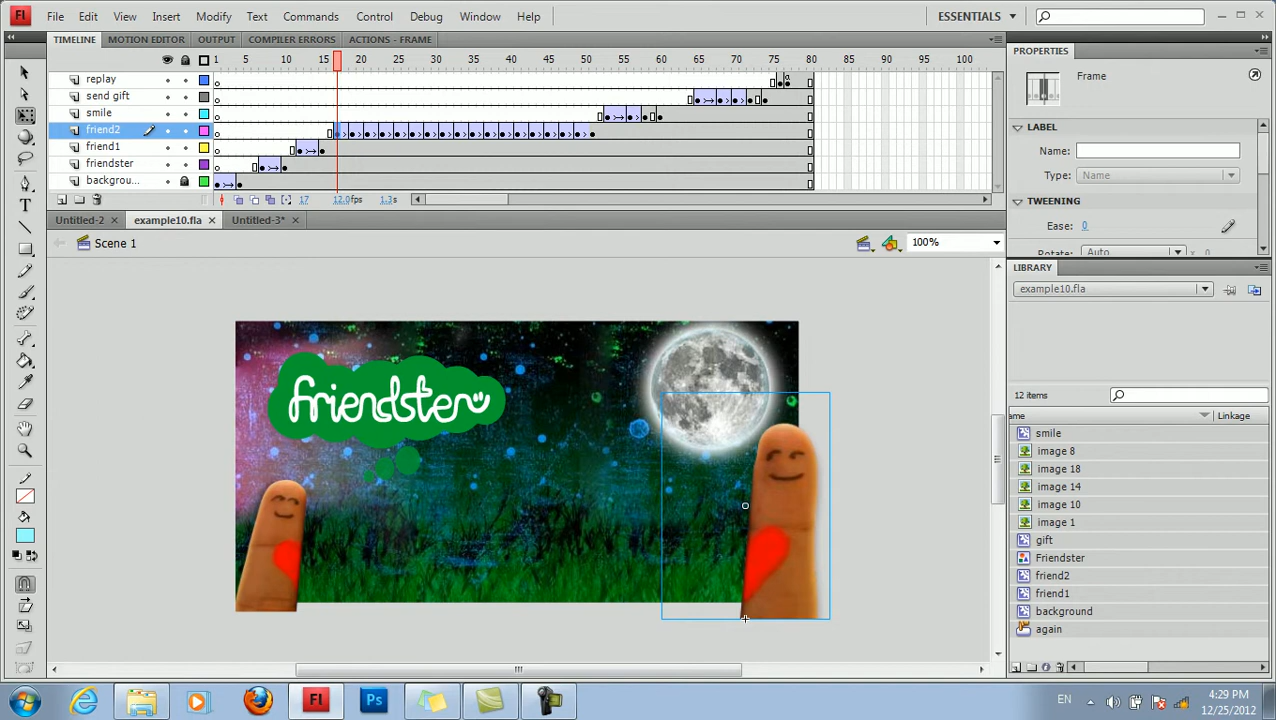 Fl File Edit View Insert Modify Text Commands Control Debug Window Help ESSENTIALS
TIMELINE MOTION EDITOR OUTPUT COMPILER ERRORS ACTIONS - FRAME
1 5 10 15 20 25 30 35 40 45 50 55 60 65 70 75 80 85 90 95 100
replay
send gift
smile
friend2
friend1
friendster
backgrou...
17 12.0fps 1.3s
Untitled-2 example10.fla Untitled-3*
Scene 1 100%
friendster
PROPERTIES
Frame
LABEL
Name:
Type: Name
TWEENING
Ease: 0
Rotate: Auto x 0
LIBRARY
example10.fla
12 items
ame Linkage
smile
image 8
image 18
image 14
image 10
image 1
gift
Friendster
friend2
friend1
background
again
Fl Ps EN 4:29 PM
12/25/2012